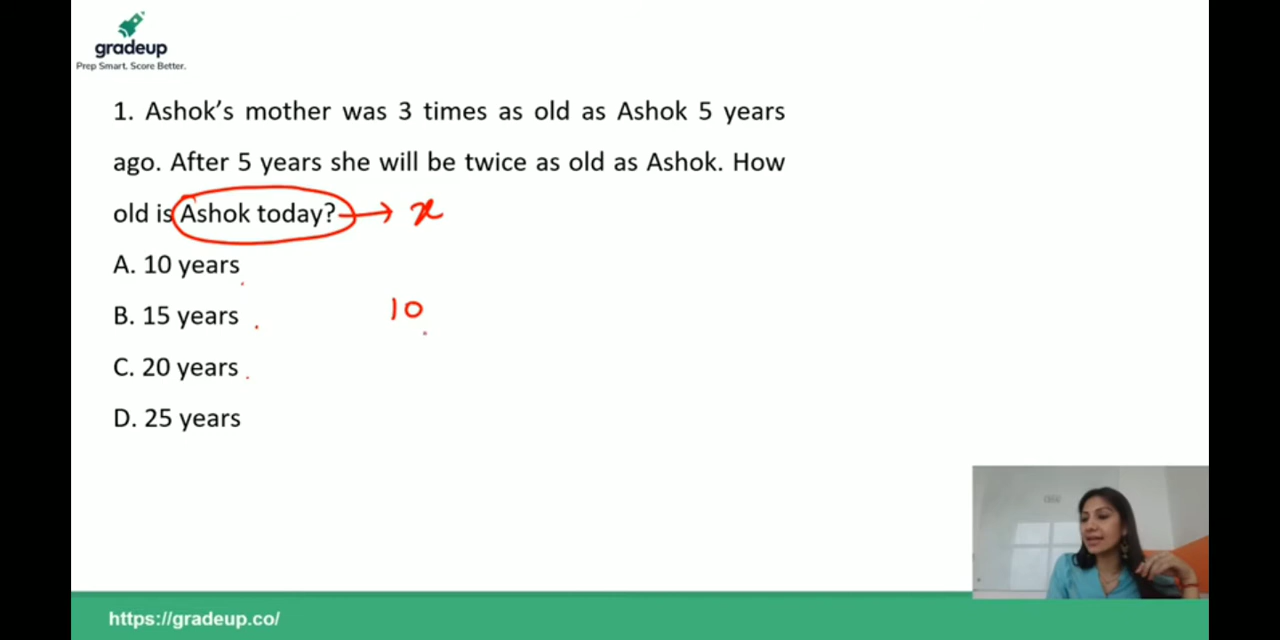 gradeup
Prep Smart. Score Better.
1. Ashok's mother was 3 times as old as Ashok 5 years
ago. After 5 years she will be twice as old as Ashok. How
old is Ashok today? → x
A. 10 years
B. 15 years
10
C. 20 years
D. 25 years
https://gradeup.co/